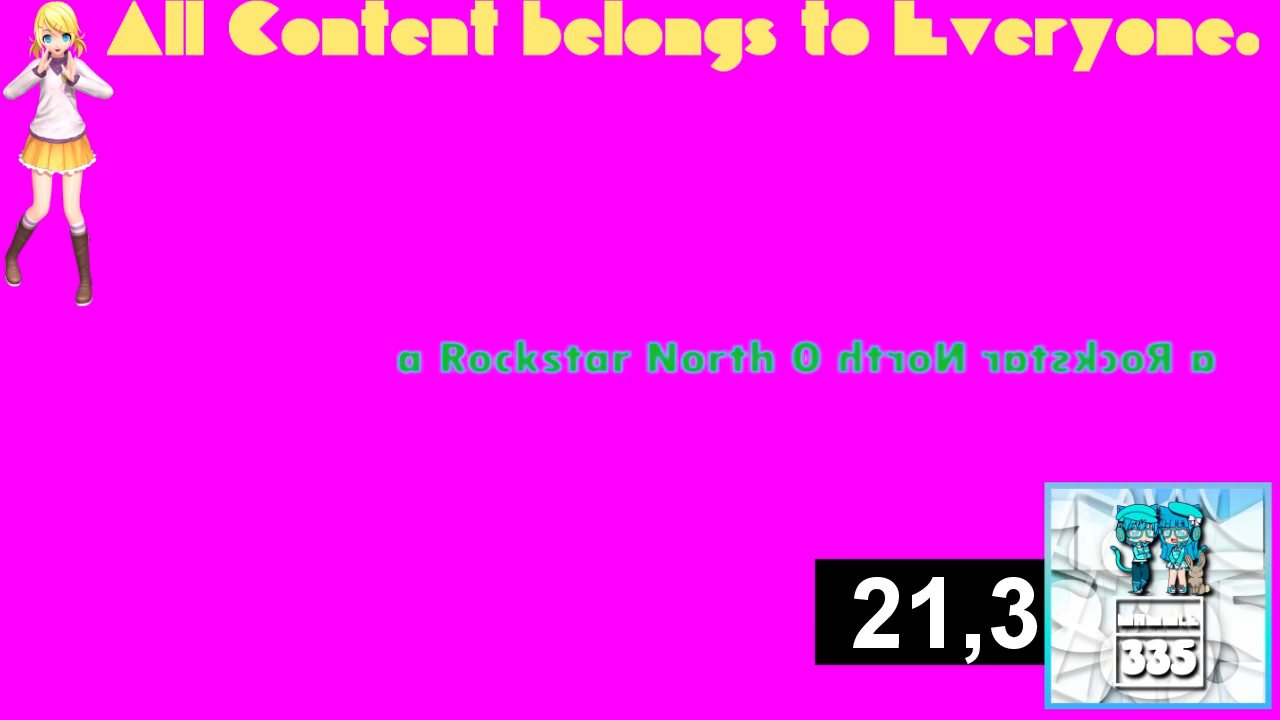 All Content belongs to Everyone.
a Rockstar North 0 htroN ratskcoR a
21,3
335